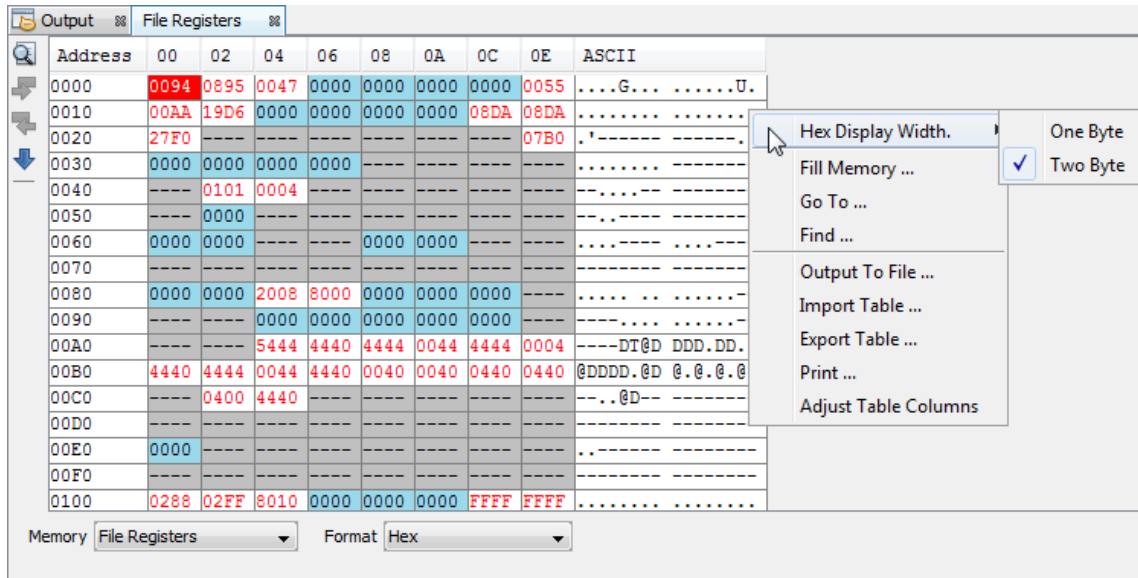 Output File Registers
Address 00 02 04 06 08 0A 0C 0E ASCII
0000 0094 0895 0047 0000 0000 0000 0000 0055 ....G... ......U.
0010 00AA 19D6 0000 0000 0000 0000 08DA 08DA ........ .......
0020 27F0 ---- ---- ---- ---- ---- ---- 07B0 .'------ ------.
0030 0000 0000 0000 0000 ---- ---- ---- ---- ........ -------
0040 ---- 0101 0004 ---- ---- ---- ---- ---- --....-- -------
0050 ---- 0000 ---- ---- ---- ---- ---- ---- --..---- -------
0060 0000 0000 ---- ---- 0000 0000 ---- ---- ....---- ....---
0070 ---- ---- ---- ---- ---- ---- ---- ---- -------- -------
0080 0000 0000 2008 8000 0000 0000 0000 ---- ..... .. ......-
0090 ---- ---- 0000 0000 0000 0000 0000 ---- ----.... ......-
00A0 ---- ---- 5444 4440 4444 0044 4444 0004 ----DT@D DDD.DD.
00B0 4440 4444 0044 4440 0040 0040 0440 0440 @DDDD.@D @.@.@.@
00C0 ---- 0400 4440 ---- ---- ---- ---- ---- --..@D-- -------
00D0 ---- ---- ---- ---- ---- ---- ---- ---- -------- --------
00E0 0000 ---- ---- ---- ---- ---- ---- ---- ..------ --------
00F0 ---- ---- ---- ---- ---- ---- ---- ---- -------- --------
0100 0288 02FF 8010 0000 0000 0000 FFFF FFFF ........ ........
Hex Display Width.
Fill Memory ...
Go To ...
Find ...
Output To File ...
Import Table ...
Export Table ...
Print ...
Adjust Table Columns
One Byte
Two Byte
Memory File Registers Format Hex